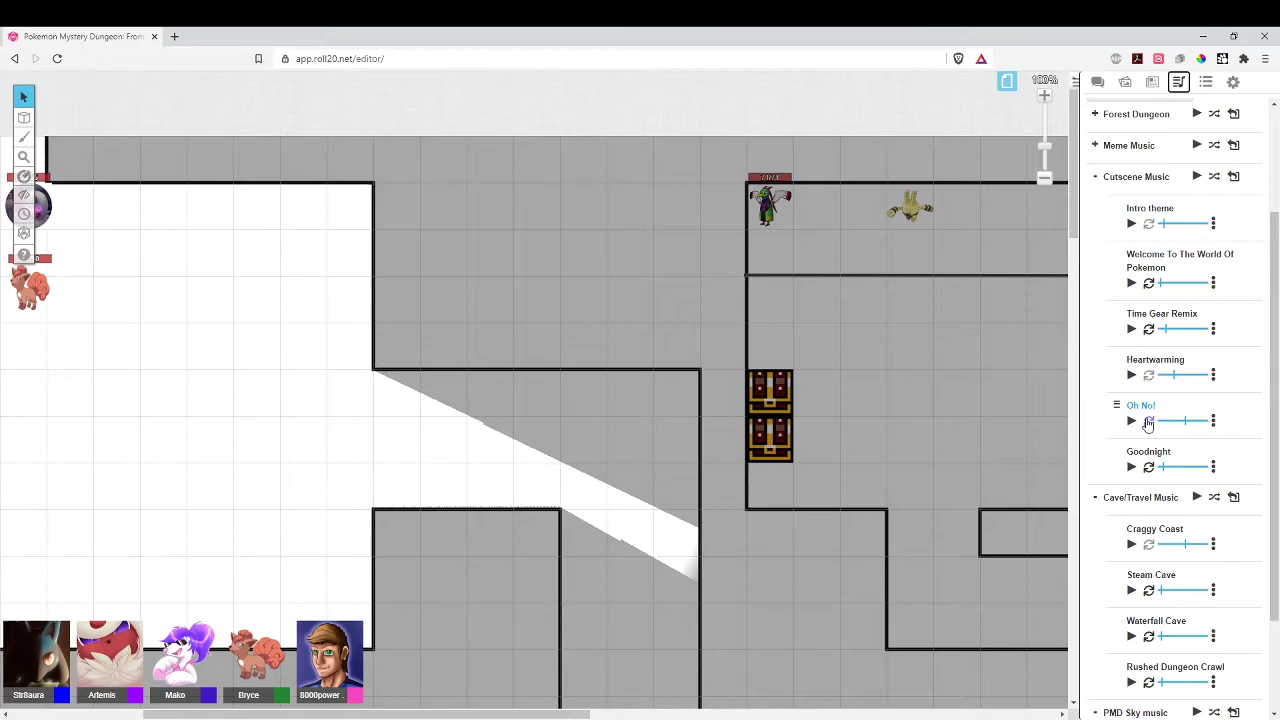 Pokemon Mystery Dungeon: From
app.roll20.net/editor/
100%
Forest Dungeon
Meme Music
Cutscene Music
Intro theme
Welcome To The World Of
Pokemon
Time Gear Remix
Heartwarming
Oh No!
Goodnight
Cave/Travel Music
Craggy Coast
Steam Cave
Waterfall Cave
Rushed Dungeon Crawl
PMD Sky music
Str8aura
Artemis
Mako
Bryce
8000power .